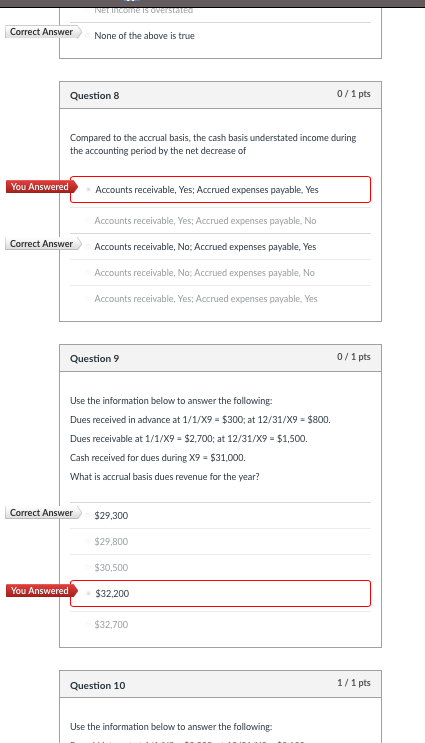 Net income is overstated
Correct Answer
None of the above is true
Question 8
0 / 1 pts
Compared to the accrual basis, the cash basis understated income during
the accounting period by the net decrease of
You Answered
Accounts receivable, Yes; Accrued expenses payable, Yes
Accounts receivable, Yes; Accrued expenses payable, No
Correct Answer
Accounts receivable, No; Accrued expenses payable, Yes
Accounts receivable, No; Accrued expenses payable, No
Accounts receivable, Yes; Accrued expenses payable, Yes
Question 9
0 / 1 pts
Use the information below to answer the following:
Dues received in advance at 1/1/X9 = $300; at 12/31/X9 = $800.
Dues receivable at 1/1/X9 = $2,700; at 12/31/X9 = $1,500.
Cash received for dues during X9 = $31,000.
What is accrual basis dues revenue for the year?
Correct Answer
$29,300
$29,800
$30,500
You Answered
$32,200
$32,700
Question 10
1 / 1 pts
Use the information below to answer the following: